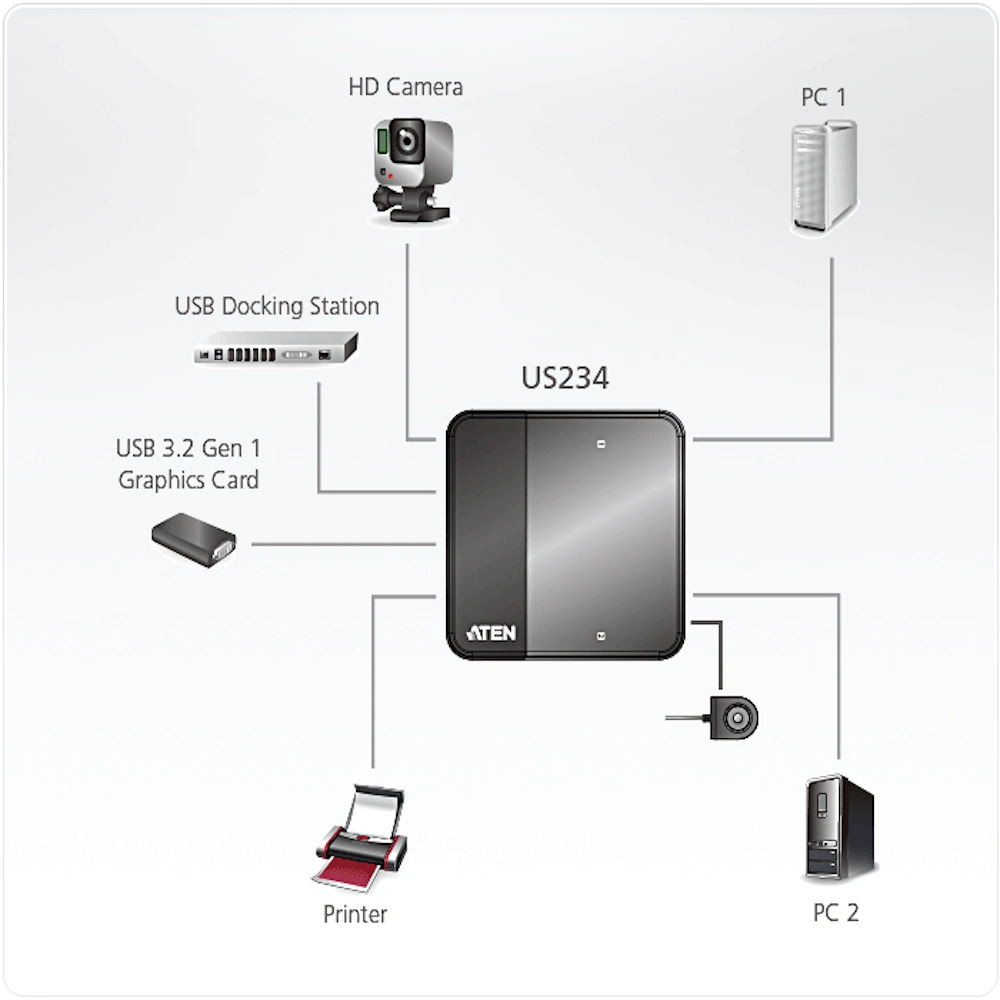 HD Camera
PC 1
USB Docking Station
US234
USB 3.2 Gen 1
Graphics Card
ATEN
Printer
PC 2